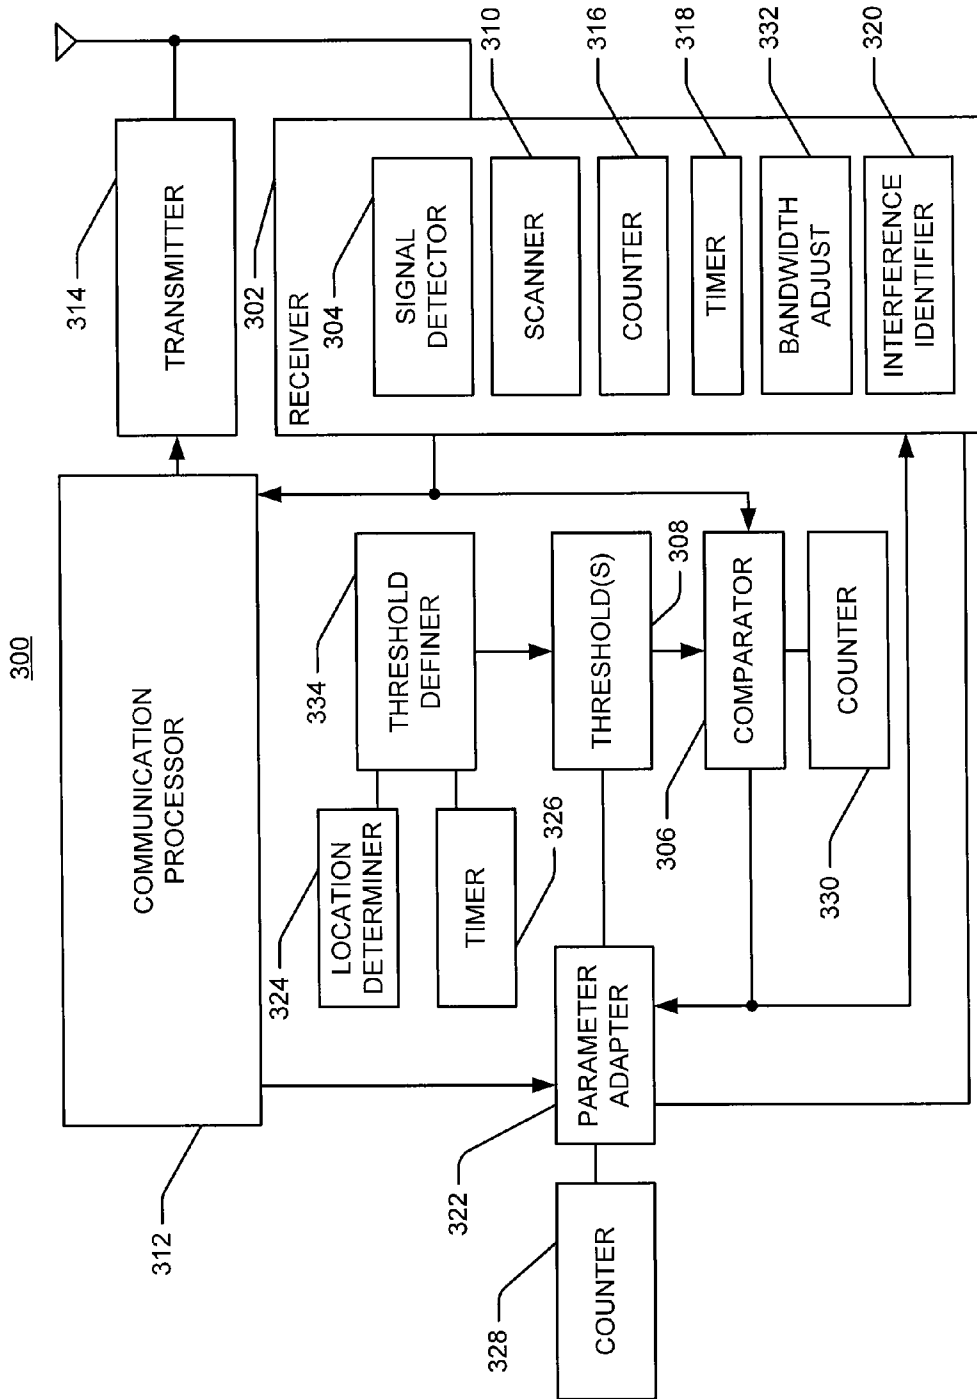 300
COMMUNICATION
PROCESSOR
312
314
TRANSMITTER
302
RECEIVER
304
SIGNAL
DETECTOR
SCANNER
310
COUNTER
316
TIMER
318
BANDWIDTH
ADJUST
332
INTERFERENCE
IDENTIFIER
320
334
THRESHOLD
DEFINER
324
LOCATION
DETERMINER
TIMER
326
THRESHOLD(S)
308
COMPARATOR
306
COUNTER
330
322
PARAMETER
ADAPTER
328
COUNTER